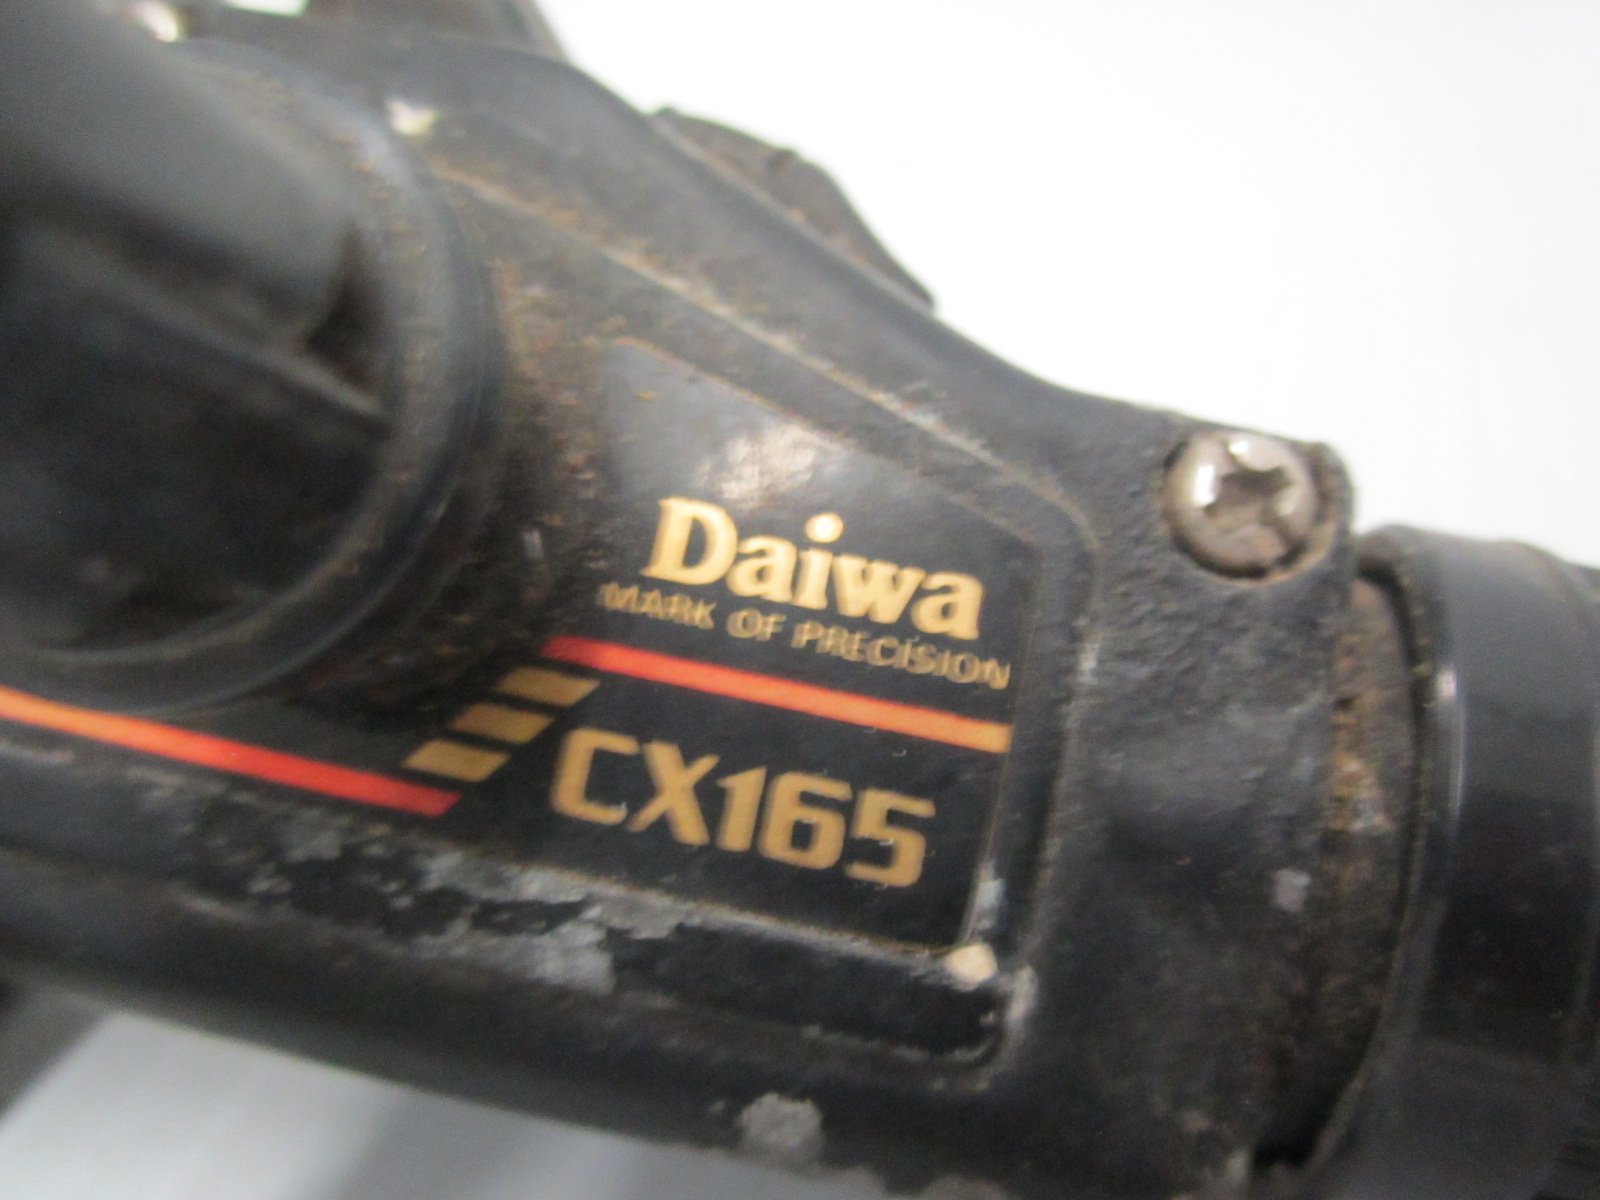 Daiwa
MARK OF PRECISION
CX165